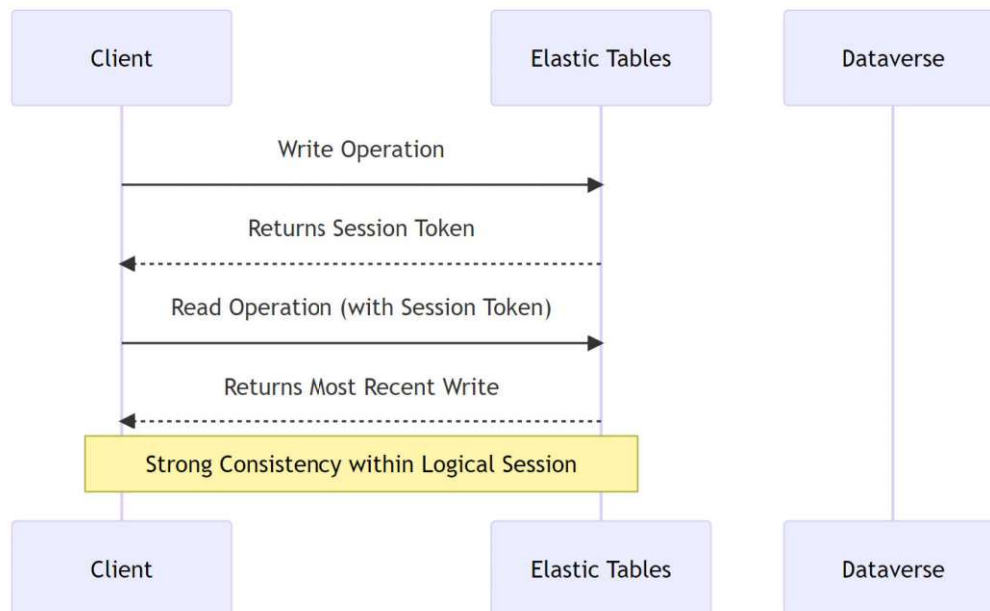 Client
Elastic Tables
Dataverse
Write Operation
Returns Session Token
Read Operation (with Session Token)
Returns Most Recent Write
Strong Consistency within Logical Session
Client
Elastic Tables
Dataverse